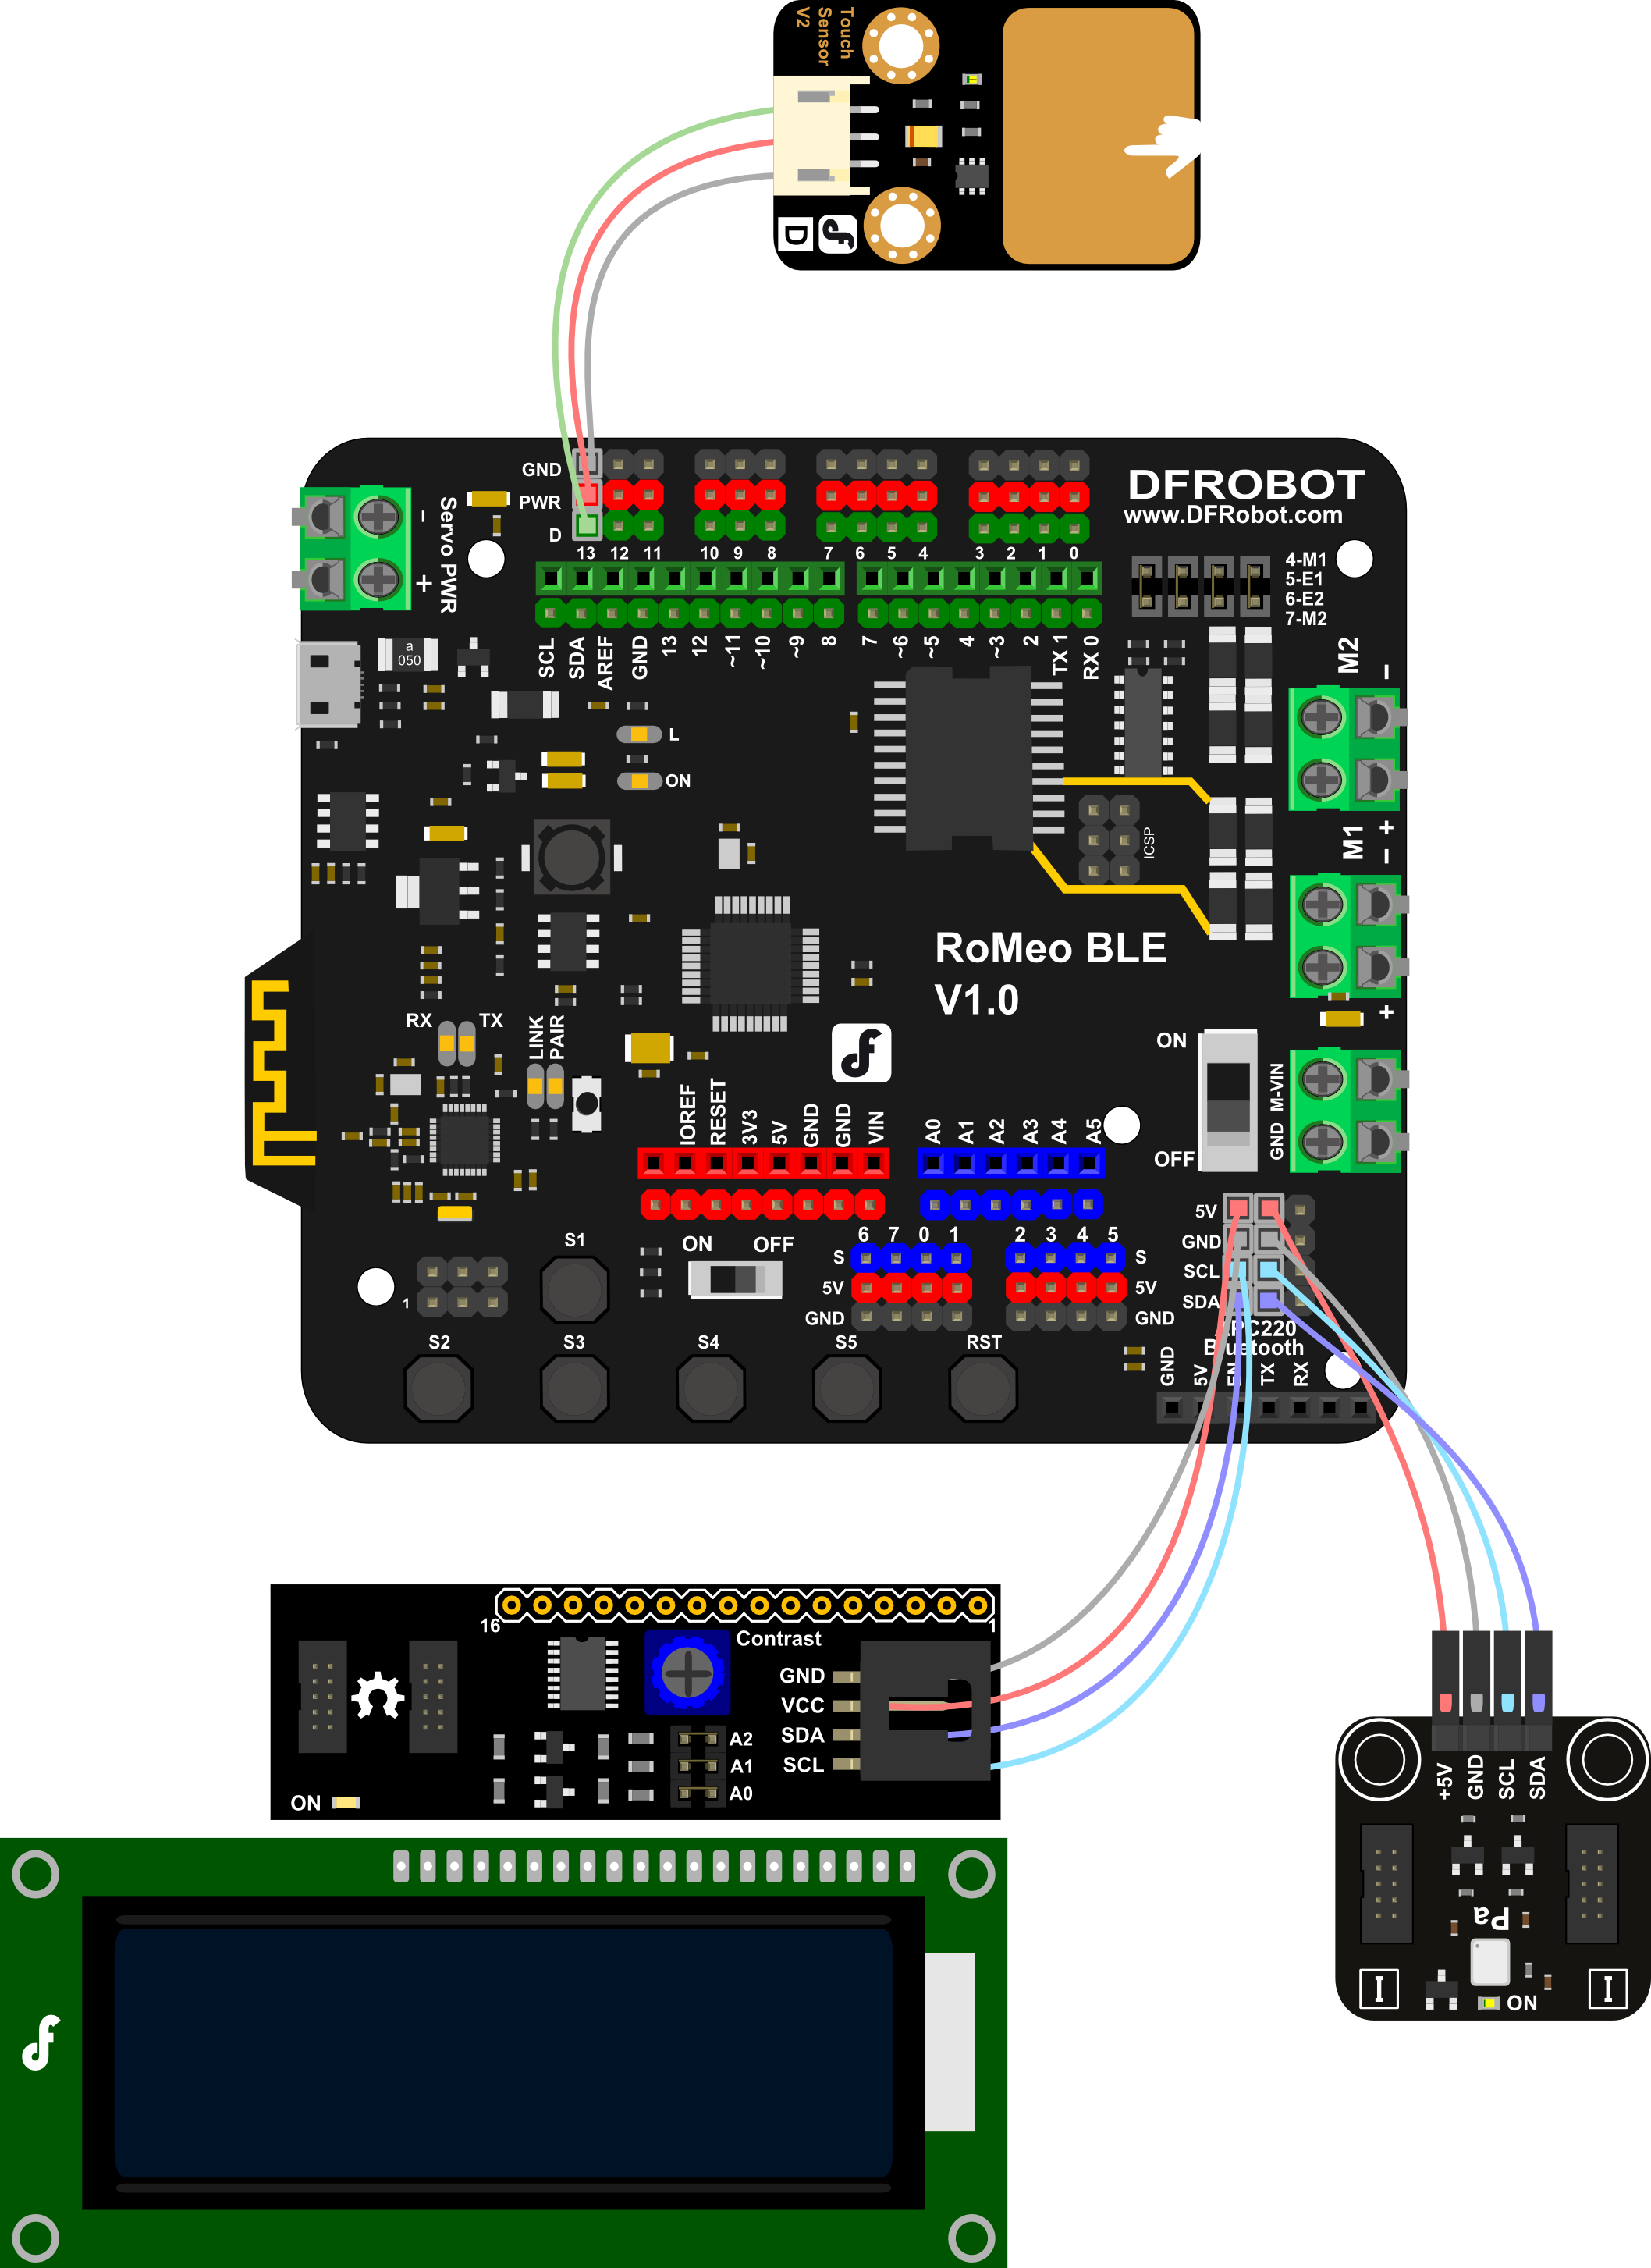 Touch
Sensor
V2
D
GND
PWR
D
13 12 11 10 9 8 7 6 5 4 3 2 1 0
DFROBOT
www.DFRobot.com
4-M1
5-E1
6-E2
7-M2
- + Servo PWR
SCL SDA AREF GND 13 12 ~11 ~10 ~9 8 7 ~6 ~5 4 ~3 2 TX 1 RX 0
a
050
M2
-
L
ON
+
M1
-
ICSP
RoMeo BLE
V1.0
+
RX TX
LINK
PAIR
ON
OFF
M-VIN
GND
IOREF RESET 3V3 5V GND GND VIN
A0 A1 A2 A3 A4 A5
5V
GND
SCL
SDA
S1
ON OFF
6 7 0 1 2 3 4 5
S S
5V 5V
GND GND
1
S2 S3 S4 S5 RST
APC220
Bluetooth
GND 5V EN TX RX
16 1
Contrast
GND
VCC
SDA
SCL
A2
A1
A0
ON
+5V GND SCL SDA
Pa
I I
ON